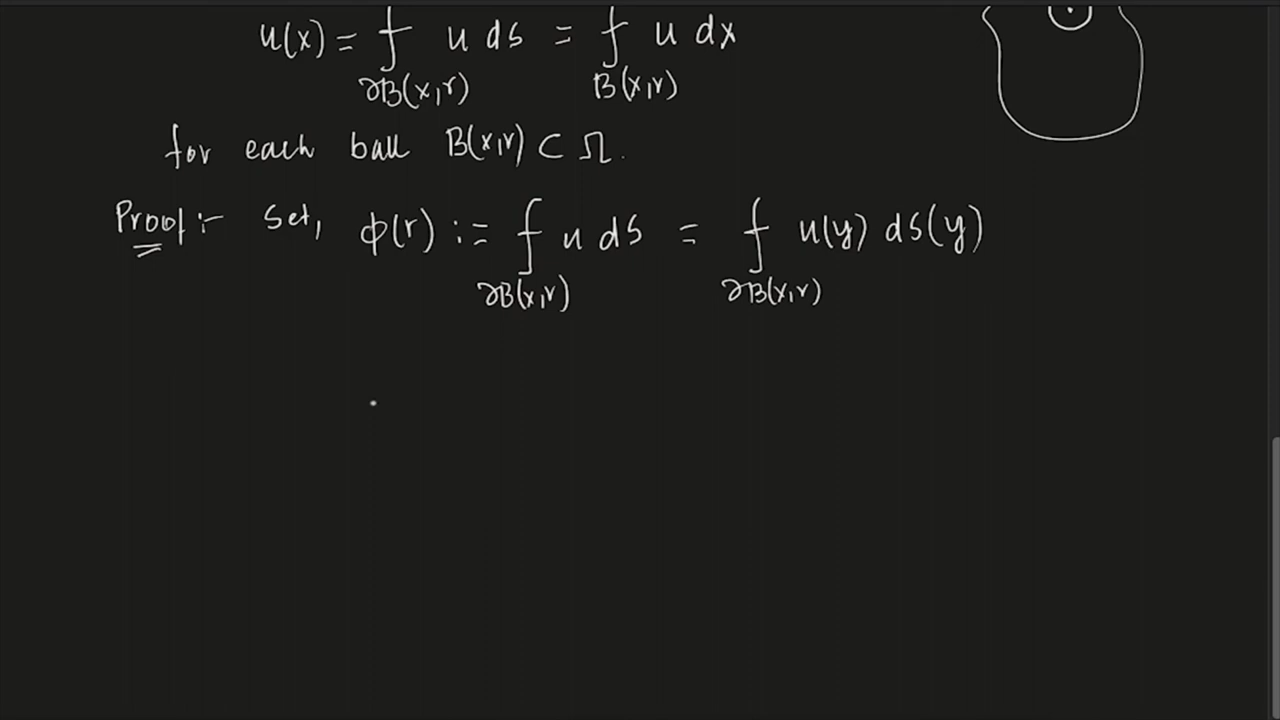 u(x) = ⨍_{∂B(x,r)} u ds = ⨍_{B(x,r)} u dx
for each ball B(x,r) ⊂ Ω.
Proof :- Set, φ(r) := ⨍_{∂B(x,r)} u ds = ⨍_{∂B(x,r)} u(y) ds(y)